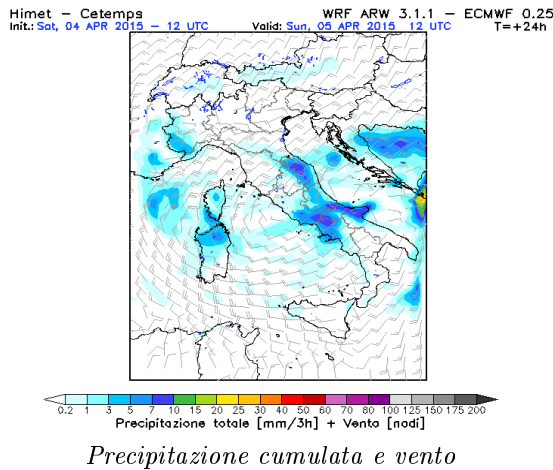 Himet – Cetemps WRF ARW 3.1.1 – ECMWF 0.25
Init.: Sat, 04 APR 2015 – 12 UTC Valid: Sun, 05 APR 2015 12 UTC T=+24h
0.2 1 3 5 7 10 15 20 25 30 40 50 60 70 80 100 125 150 175 200
Precipitazione totale [mm/3h] + Vento [nodi]
Precipitazione cumulata e vento